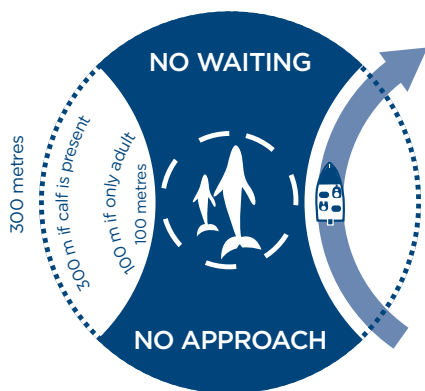 NO WAITING
300 metres
300 m if calf is present
100 m if only adult
100 metres
NO APPROACH